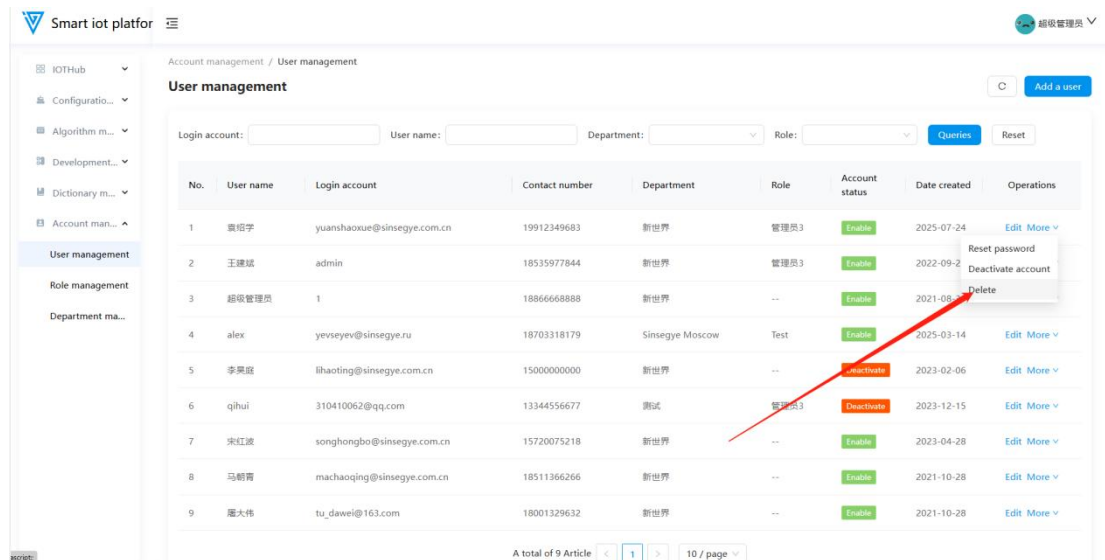 Smart iot platfor
超级管理员
IOTHub
Configuratio...
Algorithm m...
Development...
Dictionary m...
Account man...
User management
Role management
Department ma...
Account management / User management
User management
Add a user
Login account:
User name:
Department:
Role:
Queries
Reset
No. User name Login account Contact number Department Role Account status Date created Operations
1 袁绍学 yuanshaoxue@sinsegye.com.cn 19912349683 新世界 管理员3 Enable 2025-07-24 Edit More
Reset password
Deactivate account
Delete
2 王建斌 admin 18535977844 新世界 管理员3 Enable 2022-09-2
3 超级管理员 1 18866668888 新世界 -- Enable 2021-08-2
4 alex yevseyev@sinsegye.ru 18703318179 Sinsegye Moscow Test Enable 2025-03-14 Edit More
5 李昊庭 lihaoting@sinsegye.com.cn 15000000000 新世界 -- Deactivate 2023-02-06 Edit More
6 qihui 310410062@qq.com 13344556677 测试 管理员3 Deactivate 2023-12-15 Edit More
7 宋红波 songhongbo@sinsegye.com.cn 15720075218 新世界 -- Enable 2023-04-28 Edit More
8 马朝青 machaoqing@sinsegye.com.cn 18511366266 新世界 -- Enable 2021-10-28 Edit More
9 屠大伟 tu_dawei@163.com 18001329632 新世界 -- Enable 2021-10-28 Edit More
A total of 9 Article < 1 > 10 / page